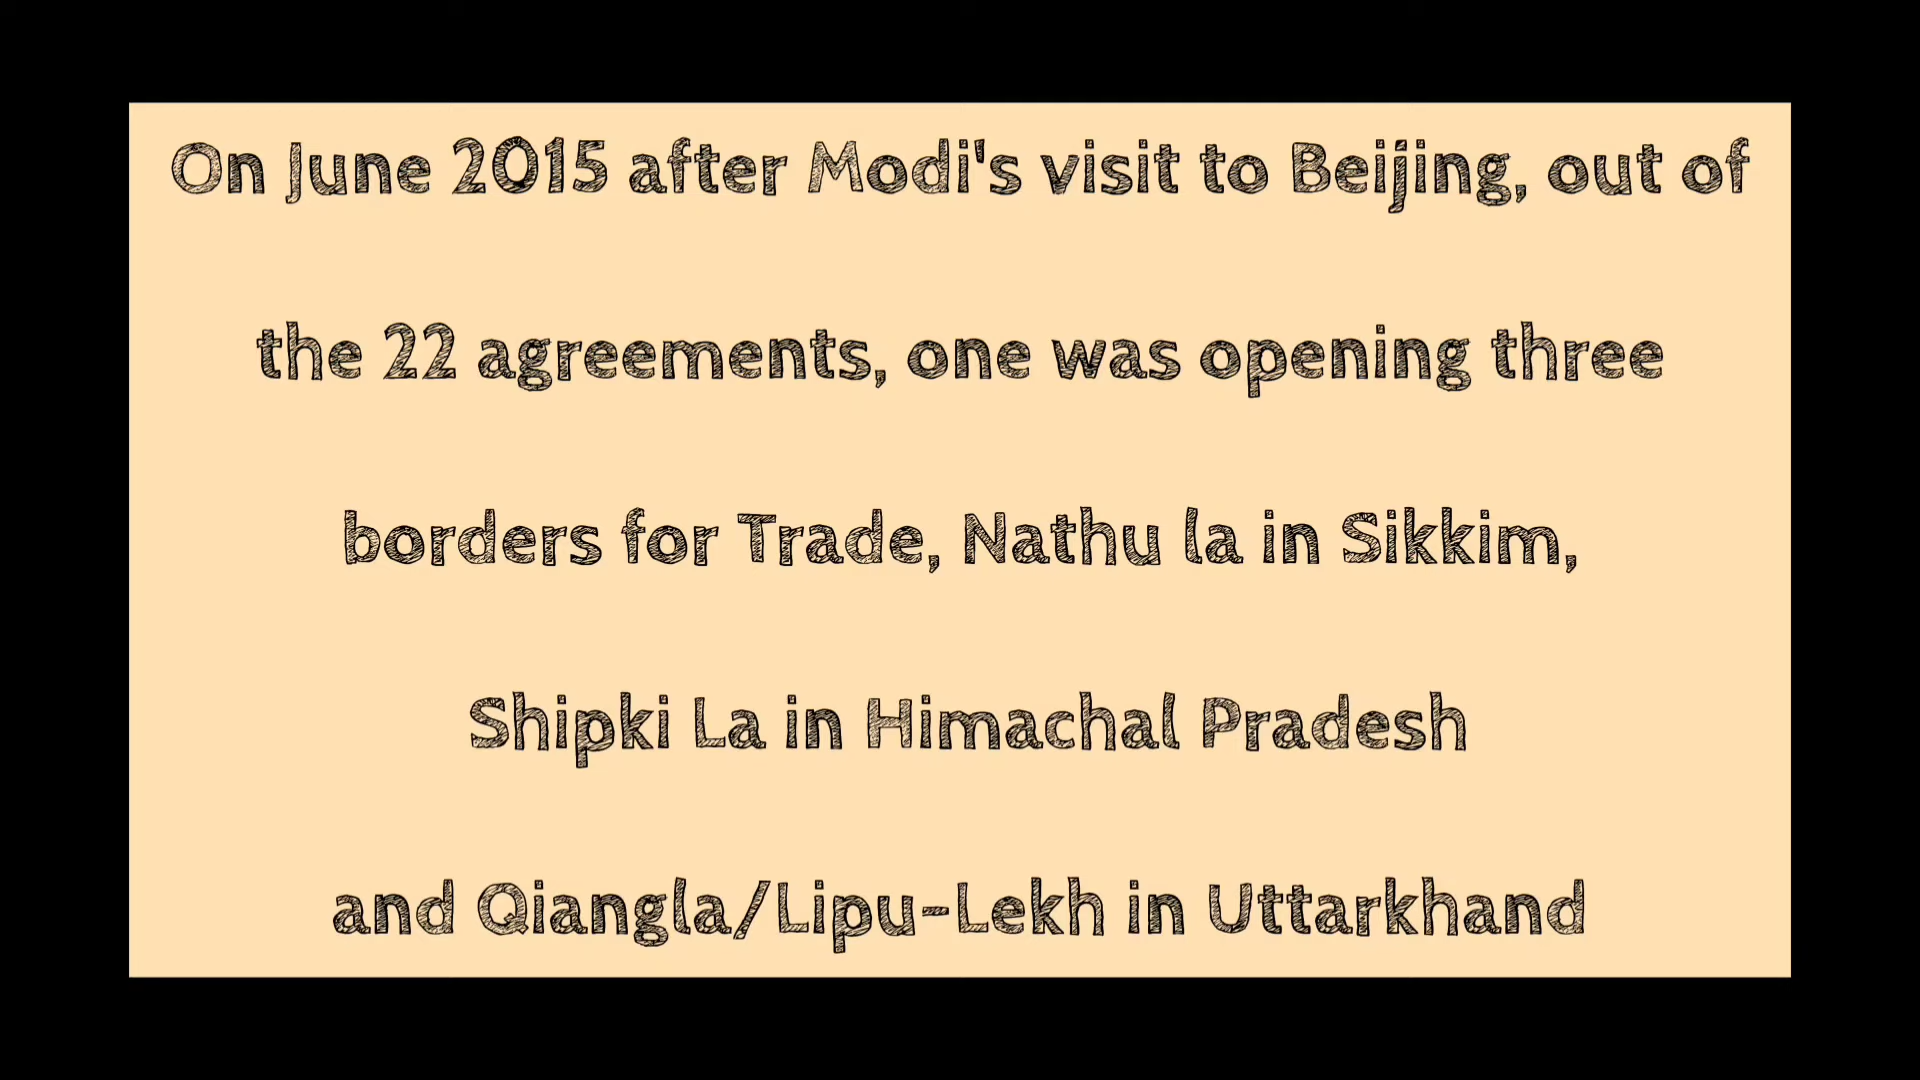 On June 2015 after Modi's visit to Beijing, out of
the 22 agreements, one was opening three
borders for Trade, Nathu la in Sikkim,
Shipki La in Himachal Pradesh
and Qiangla/Lipu-Lekh in Uttarkhand